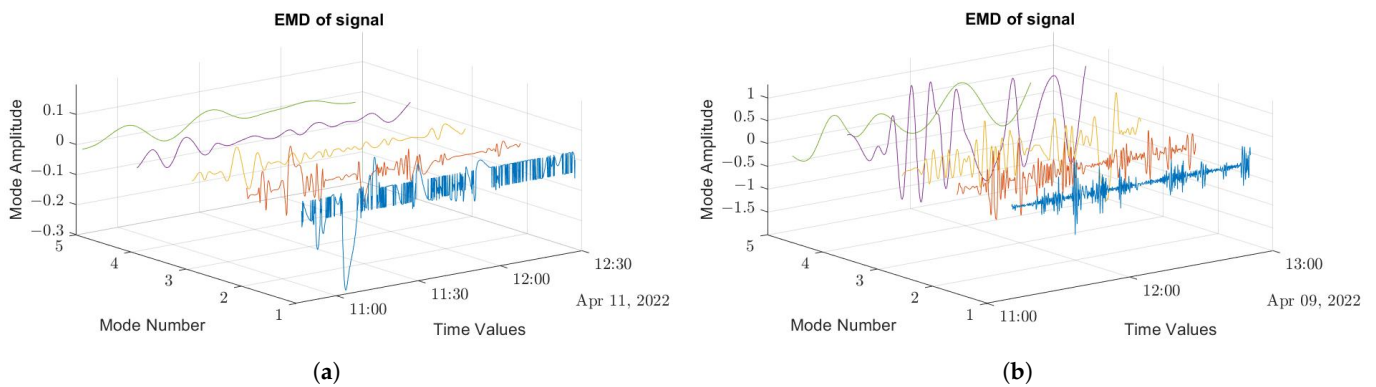 EMD of signal
Mode Amplitude
0.1
0
−0.1
−0.2
−0.3
5
4
3
2
1
Mode Number
11:00
11:30
12:00
12:30
Apr 11, 2022
Time Values
(a)
EMD of signal
Mode Amplitude
1
0.5
0
−0.5
−1
−1.5
5
4
3
2
1
Mode Number
11:00
12:00
13:00
Apr 09, 2022
Time Values
(b)